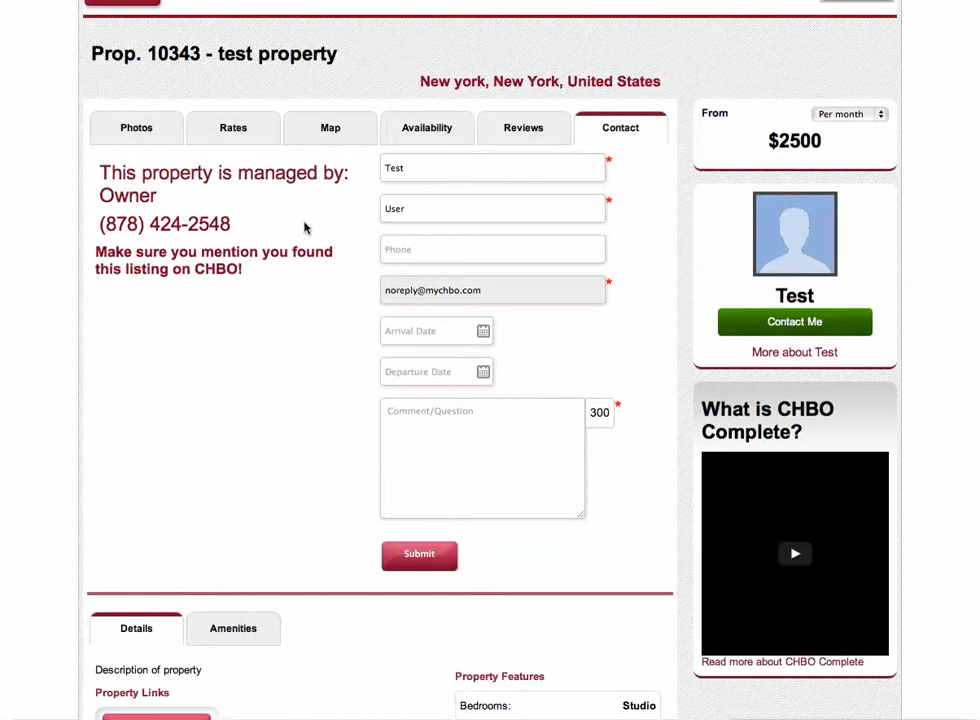 Prop. 10343 - test property
New york, New York, United States
Photos
Rates
Map
Availability
Reviews
Contact
From
Per month
$2500
This property is managed by:
Owner
(878) 424-2548
Make sure you mention you found
this listing on CHBO!
Test
*
User
*
Phone
noreply@mychbo.com
*
Arrival Date
Departure Date
Comment/Question
300
*
Submit
Test
Contact Me
More about Test
What is CHBO
Complete?
Read more about CHBO Complete
Details
Amenities
Description of property
Property Links
Property Features
Bedrooms:
Studio